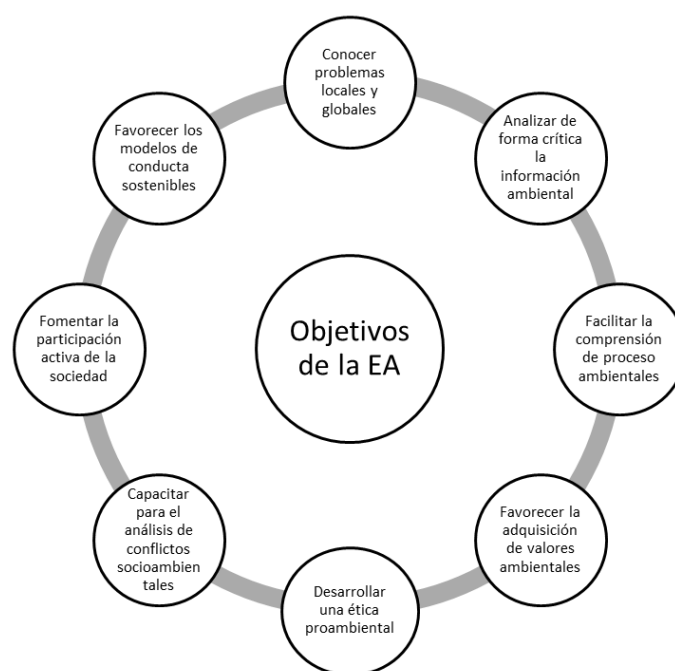 Conocer
problemas
locales y
globales
Analizar de
forma crítica
la
información
ambiental
Facilitar la
comprensión
de proceso
ambientales
Favorecer la
adquisición
de valores
ambientales
Desarrollar
una ética
proambiental
Capacitar
para el
análisis de
conflictos
socioambien
tales
Fomentar la
participación
activa de la
sociedad
Favorecer los
modelos de
conducta
sostenibles
Objetivos
de la EA